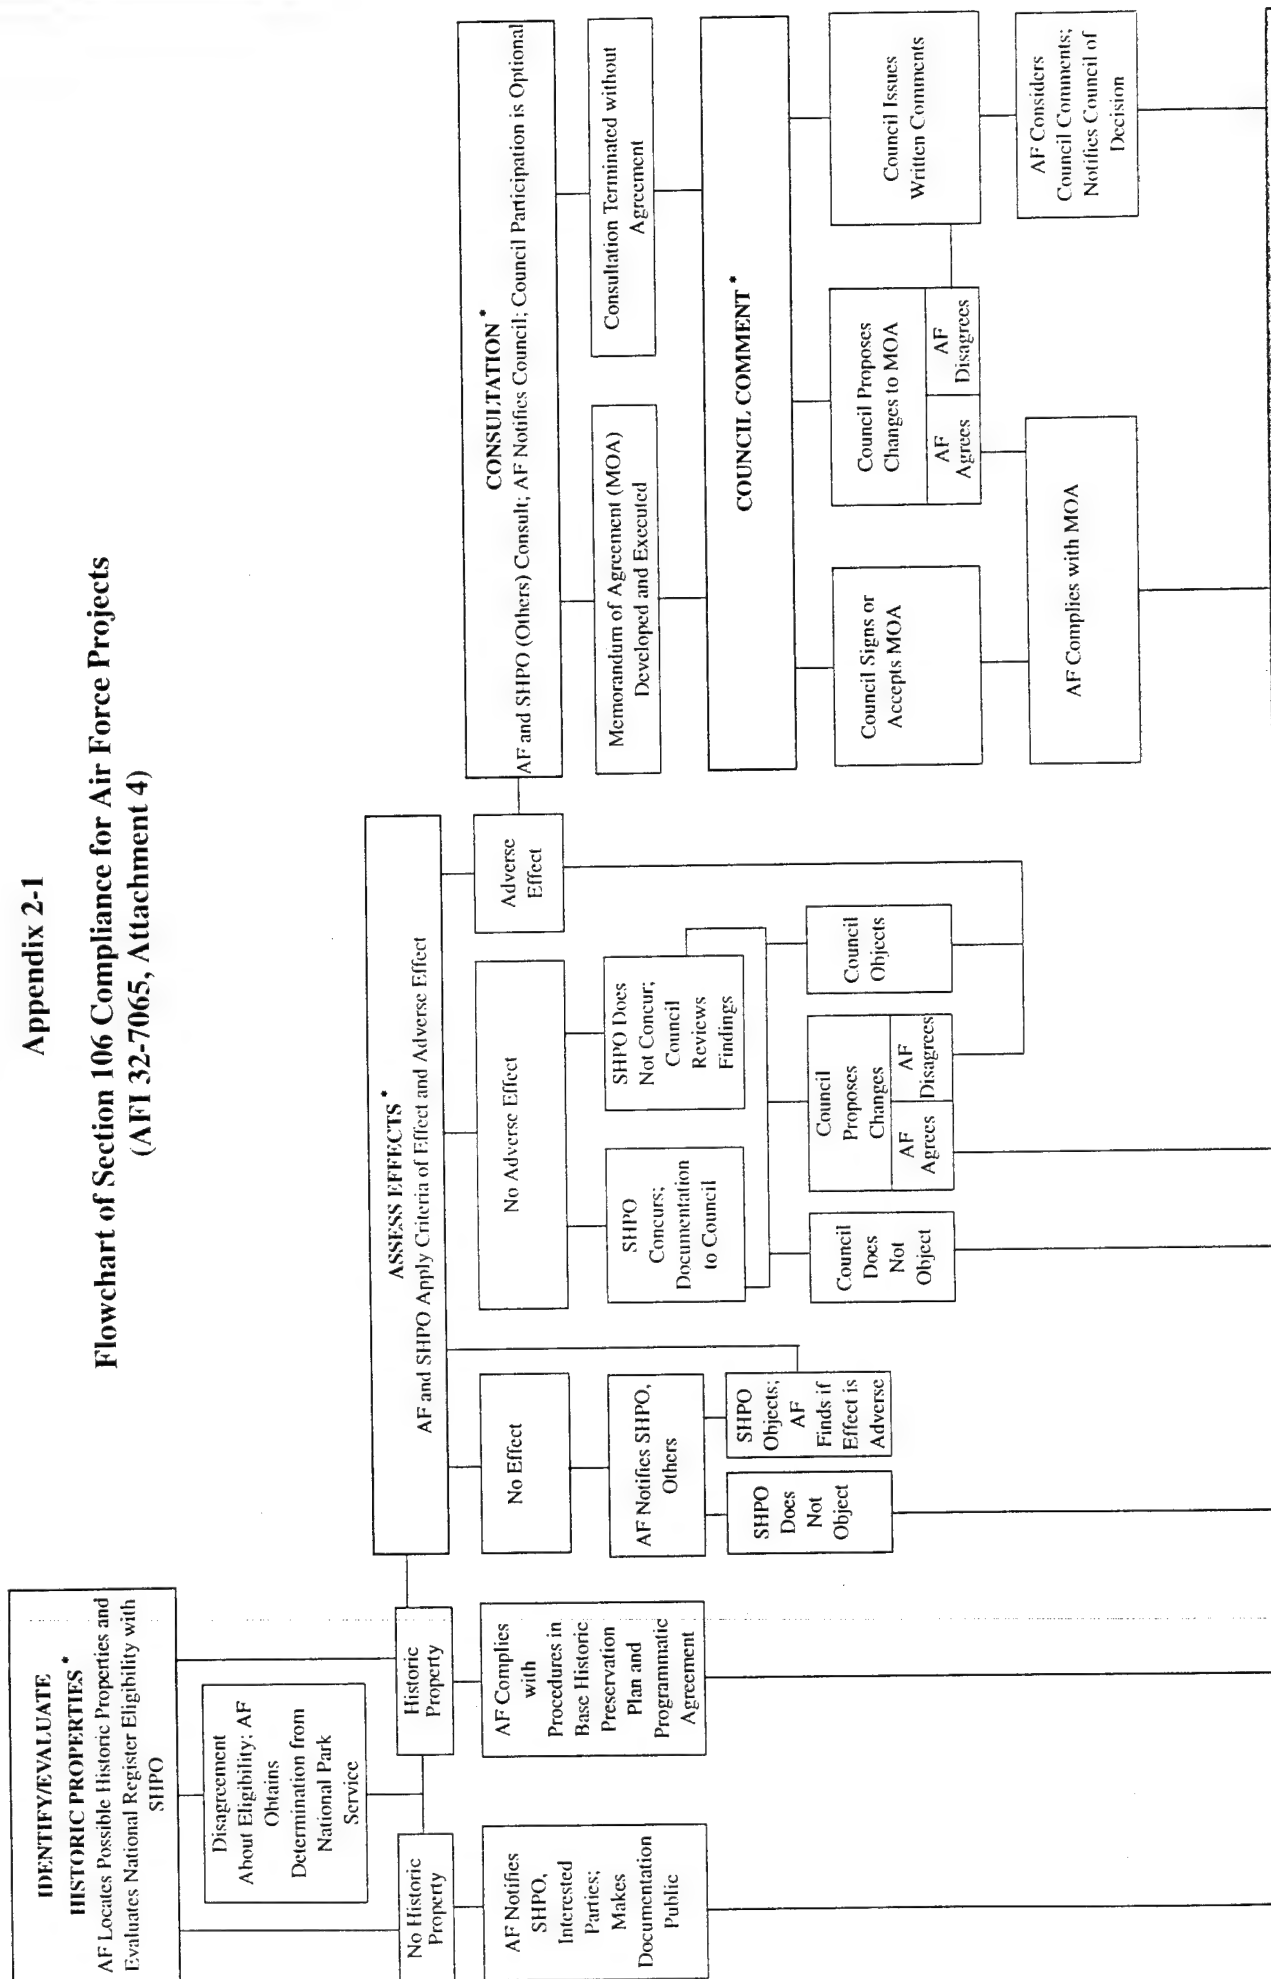 Appendix 2-1
Flowchart of Section 106 Compliance for Air Force Projects
(AFI 32-7065, Attachment 4)
IDENTIFY/EVALUATE
HISTORIC PROPERTIES*
AF Locates Possible Historic Properties and
Evaluates National Register Eligibility with
SHPO
Disagreement
About Eligibility; AF
Obtains
Determination from
National Park
Service
No Historic
Property
Historic
Property
AF Notifies
SHPO,
Interested
Parties;
Makes
Documentation
Public
AF Complies
with
Procedures in
Base Historic
Preservation
Plan and
Programmatic
Agreement
ASSESS EFFECTS*
AF and SHPO Apply Criteria of Effect and Adverse Effect
No Effect
AF Notifies SHPO,
Others
SHPO
Does
Not
Object
SHPO
Objects;
AF
Finds if
Effect is
Adverse
No Adverse Effect
SHPO
Concurs;
Documentation
to Council
SHPO Does
Not Concur;
Council
Reviews
Findings
Council
Does
Not
Object
Council
Proposes
Changes
AF
Agrees
AF
Disagrees
Council
Objects
Adverse
Effect
CONSULTATION*
AF and SHPO (Others) Consult; AF Notifies Council; Council Participation is Optional
Memorandum of Agreement (MOA)
Developed and Executed
Consultation Terminated without
Agreement
COUNCIL COMMENT*
Council Signs or
Accepts MOA
Council Proposes
Changes to MOA
AF
Agrees
AF
Disagrees
Council Issues
Written Comments
AF Complies with MOA
AF Considers
Council Comments;
Notifies Council of
Decision